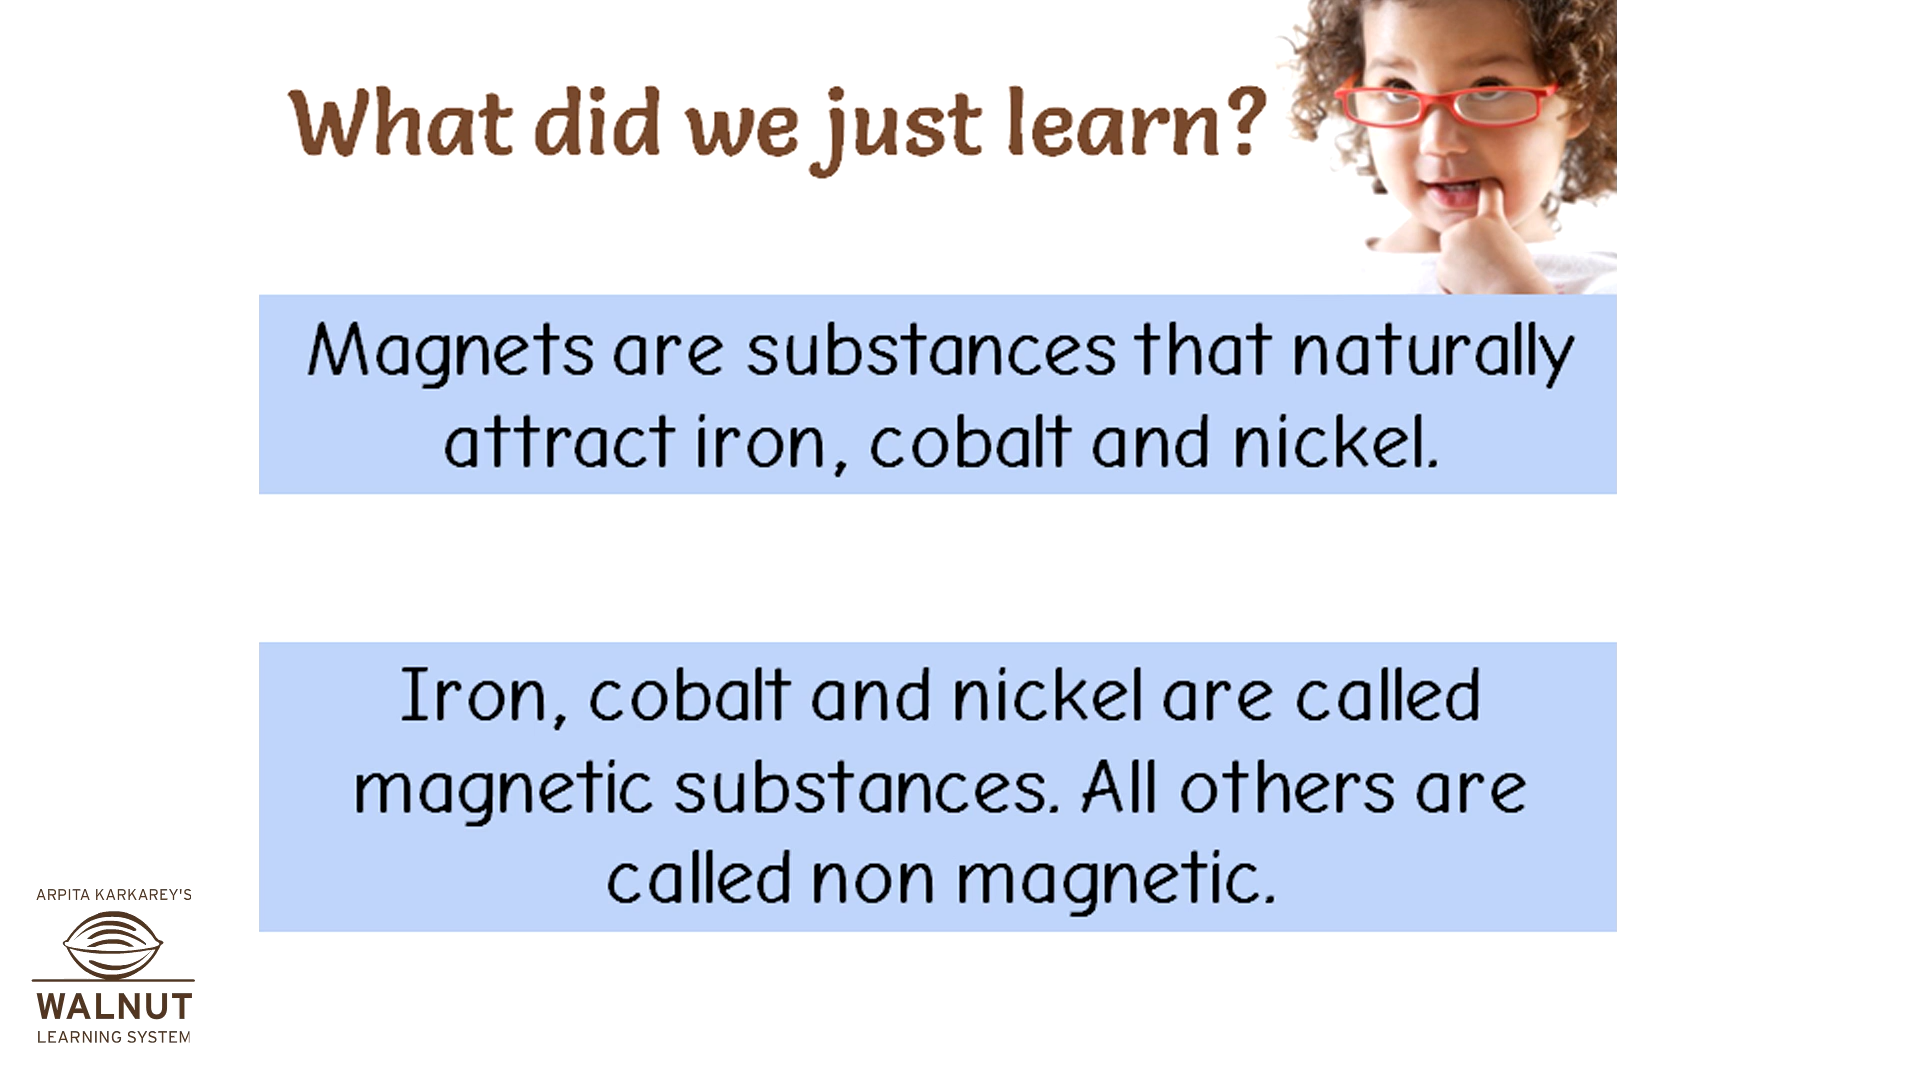 What did we just learn?
Magnets are substances that naturally
attract iron, cobalt and nickel.
Iron, cobalt and nickel are called
magnetic substances. All others are
called non magnetic.
ARPITA KARKAREY'S
WALNUT
LEARNING SYSTEM